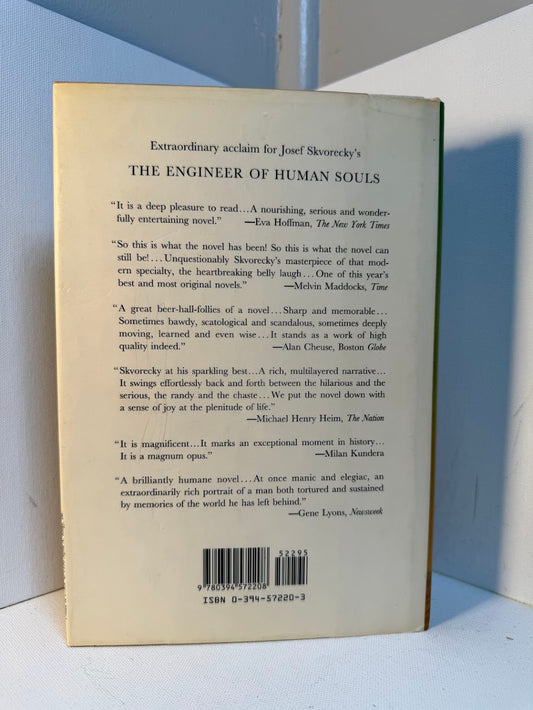 Extraordinary acclaim for Josef Skvorecky's
THE ENGINEER OF HUMAN SOULS
"It is a deep pleasure to read...A nourishing, serious and wonder-
fully entertaining novel." —Eva Hoffman, The New York Times
"So this is what the novel has been! So this is what the novel can
still be!...Unquestionably Skvorecky's masterpiece of that mod-
ern specialty, the heartbreaking belly laugh...One of this year's
best and most original novels." —Melvin Maddocks, Time
"A great beer-hall-follies of a novel...Sharp and memorable...
Sometimes bawdy, scatological and scandalous, sometimes deeply
moving, learned and even wise...It stands as a work of high
quality indeed." —Alan Cheuse, Boston Globe
"Skvorecky at his sparkling best...A rich, multilayered narrative...
It swings effortlessly back and forth between the hilarious and the
serious, the randy and the chaste...We put the novel down with
a sense of joy at the plenitude of life."
—Michael Henry Heim, The Nation
"It is magnificent...It marks an exceptional moment in history...
It is a magnum opus." —Milan Kundera
"A brilliantly humane novel...At once manic and elegiac, an
extraordinarily rich portrait of a man both tortured and sustained
by memories of the world he has left behind."
—Gene Lyons, Newsweek
52295
9 780394 572208
ISBN 0-394-57220-3